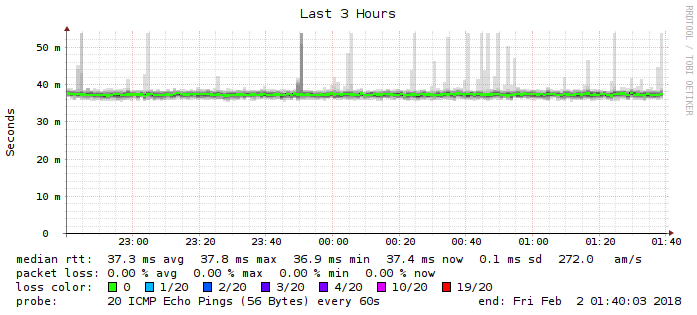 Last 3 Hours
RRDTOOL / TOBI OETIKER
Seconds
50 m
40 m
30 m
20 m
10 m
0
23:00 23:20 23:40 00:00 00:20 00:40 01:00 01:20 01:40
median rtt: 37.3 ms avg 37.8 ms max 36.9 ms min 37.4 ms now 0.1 ms sd 272.0 am/s
packet loss: 0.00 % avg 0.00 % max 0.00 % min 0.00 % now
loss color: 0 1/20 2/20 3/20 4/20 10/20 19/20
probe: 20 ICMP Echo Pings (56 Bytes) every 60s end: Fri Feb 2 01:40:03 2018